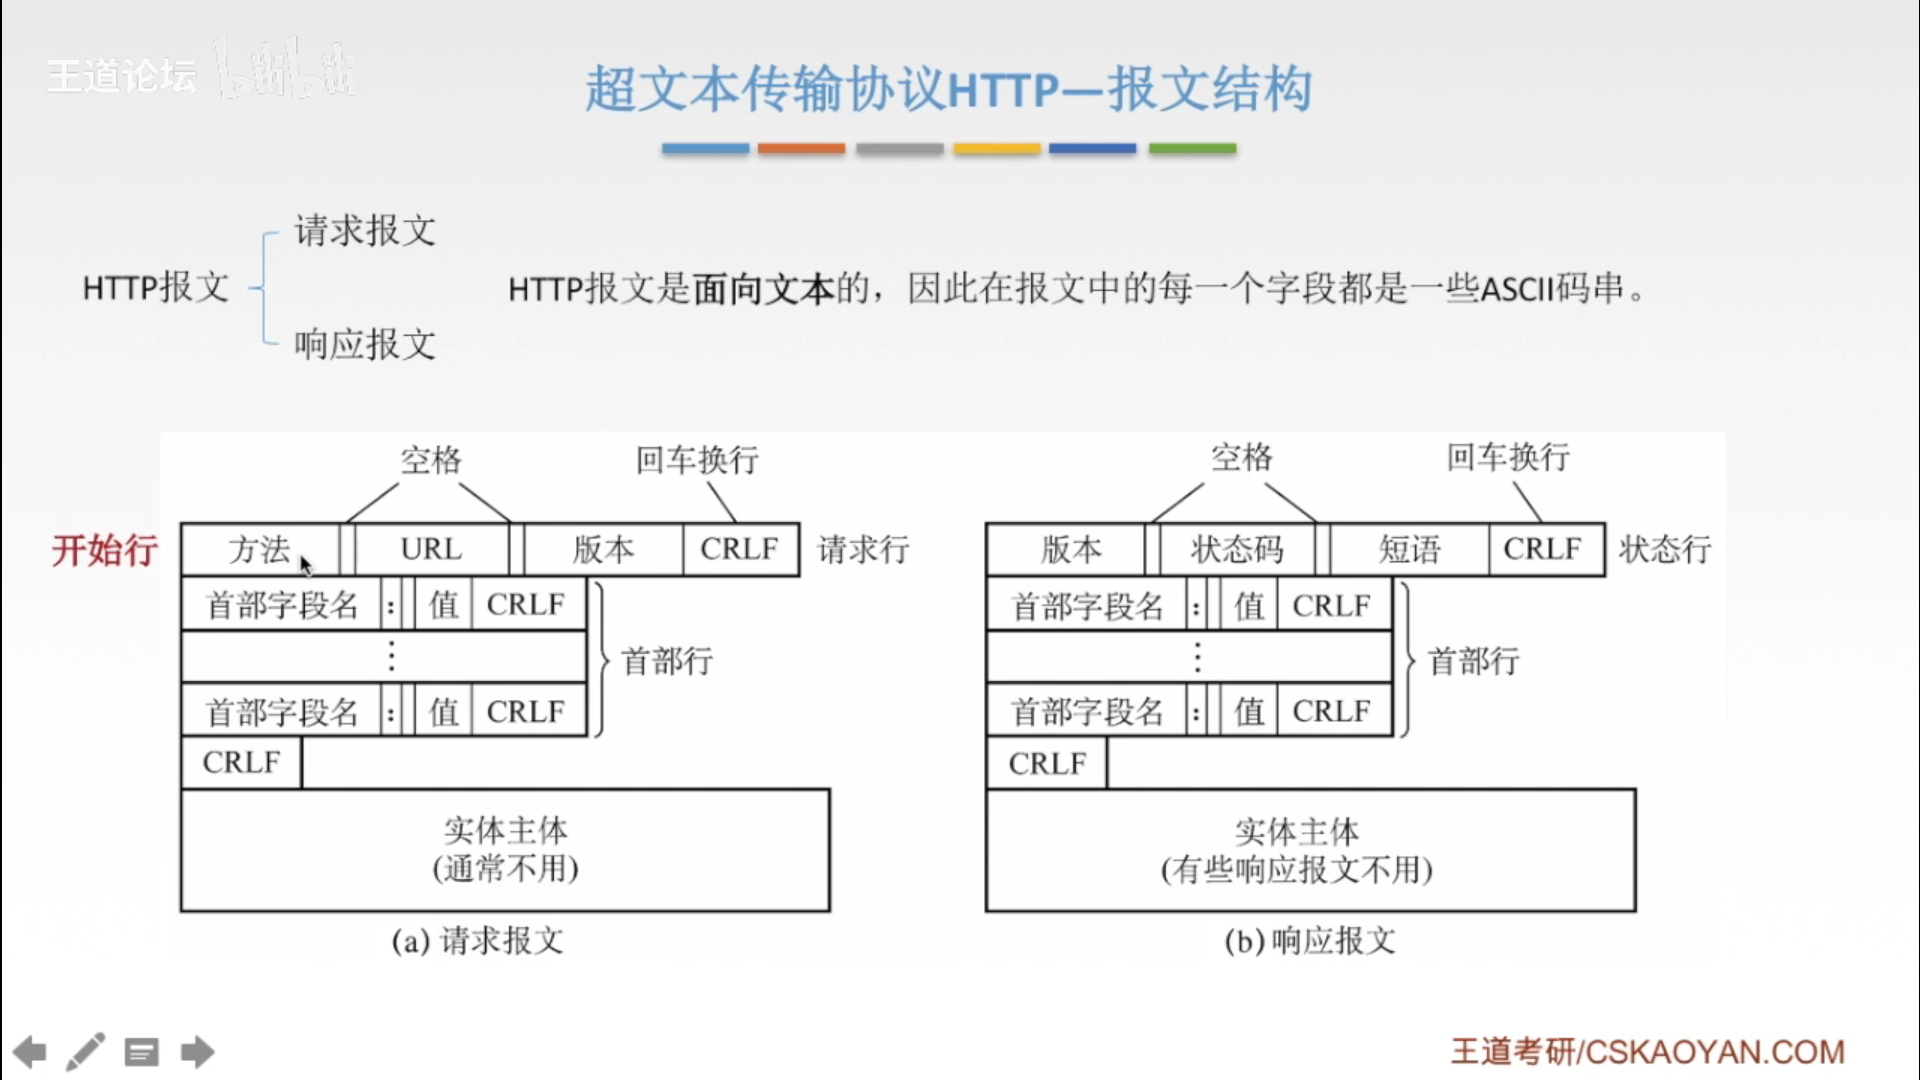 王道论坛 bilibili
超文本传输协议HTTP—报文结构
HTTP报文
请求报文
响应报文
HTTP报文是面向文本的，因此在报文中的每一个字段都是一些ASCII码串。
开始行
空格
回车换行
方法 URL 版本 CRLF 请求行
首部字段名 : 值 CRLF
⋮
首部字段名 : 值 CRLF
首部行
CRLF
实体主体
(通常不用)
(a) 请求报文
空格
回车换行
版本 状态码 短语 CRLF 状态行
首部字段名 : 值 CRLF
⋮
首部字段名 : 值 CRLF
首部行
CRLF
实体主体
(有些响应报文不用)
(b) 响应报文
王道考研/CSKAOYAN.COM